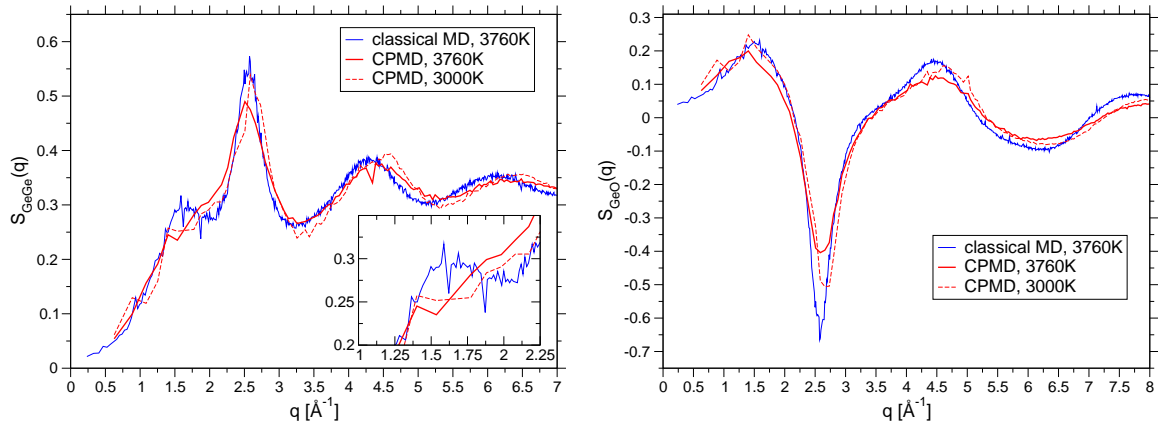 S_GeGe(q)
0.6
0.5
0.4
0.3
0.2
0.1
0
classical MD, 3760K
CPMD, 3760K
CPMD, 3000K
0.3
0.25
0.2
1 1.25 1.5 1.75 2 2.25
0 0.5 1 1.5 2 2.5 3 3.5 4 4.5 5 5.5 6 6.5 7
q [Å⁻¹]
S_GeO(q)
0.3
0.2
0.1
0
-0.1
-0.2
-0.3
-0.4
-0.5
-0.6
-0.7
classical MD, 3760K
CPMD, 3760K
CPMD, 3000K
0 0.5 1 1.5 2 2.5 3 3.5 4 4.5 5 5.5 6 6.5 7 7.5 8
q [Å⁻¹]